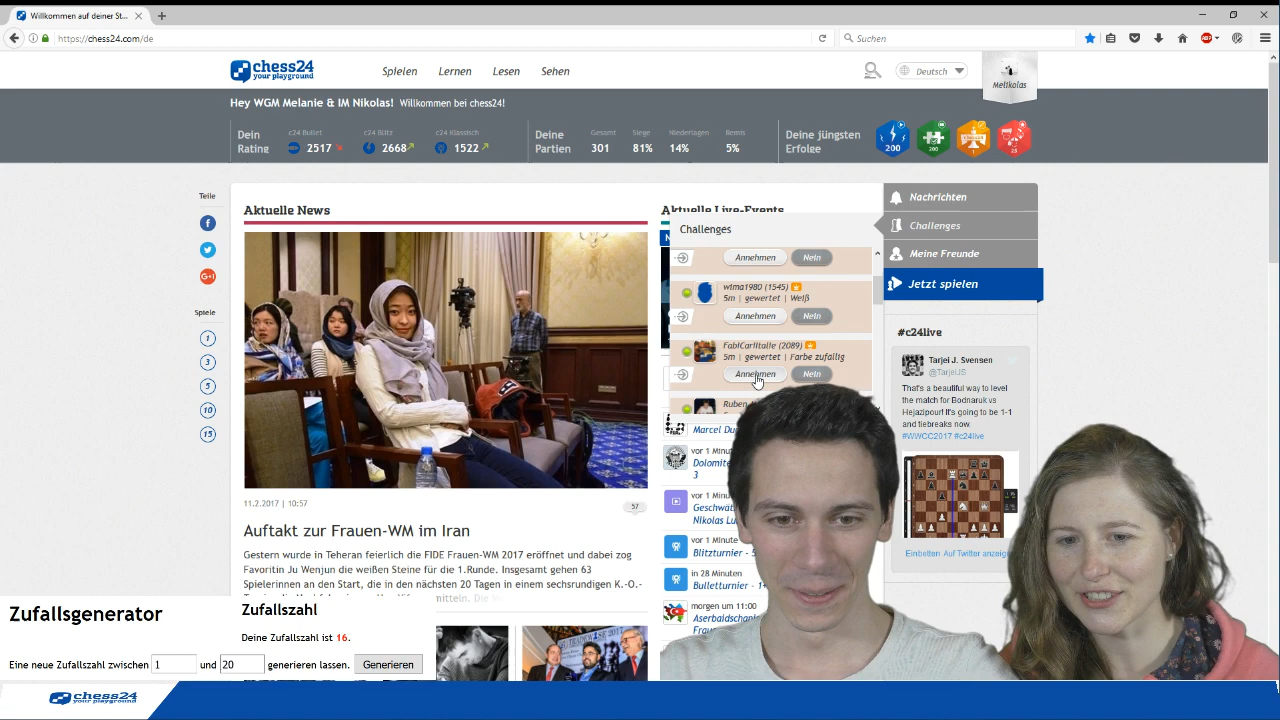 Willkommen auf deiner St...
https://chess24.com/de
Suchen
chess24
your playground
Spielen
Lernen
Lesen
Sehen
Deutsch
Melikolas
Hey WGM Melanie & IM Nikolas! Willkommen bei chess24!
Dein
Rating
c24 Bullet
2517
c24 Blitz
2668
c24 Klassisch
1522
Deine
Partien
Gesamt
301
Siege
81%
Niederlagen
14%
Remis
5%
Deine jüngsten
Erfolge
200
200
1
25
Teile
Spiele
1
3
5
10
15
Aktuelle News
11.2.2017 | 10:57
57
Auftakt zur Frauen-WM im Iran
Gestern wurde in Teheran feierlich die FIDE Frauen-WM 2017 eröffnet und dabei zog
Favoritin Ju Wenjun die weißen Steine für die 1.Runde. Insgesamt gehen 63
Spielerinnen an den Start, die in den nächsten 20 Tagen in einem sechsrundigen K.-O.-
Aktuelle Live-Events
Challenges
Annehmen
Nein
wima1980 (1545)
5m | gewertet | Weiß
Annehmen
Nein
FabiCarlItalie (2089)
5m | gewertet | Farbe zufällig
Annehmen
Nein
Ruben
Marcel Du
vor 1 Minu
Dolomite
3
vor 1 Minu
Geschwät
Nikolas Lu
vor 1 Minute
Blitzturnier - 5
in 28 Minuten
Bulletturnier - 1+
morgen um 11:00
Aserbaidschan
Frau
Nachrichten
Challenges
Meine Freunde
Jetzt spielen
#c24live
Tarjei J. Svensen
@TarjeiJS
That's a beautiful way to level
the match for Bodnaruk vs
Hejazipour! It's going to be 1-1
and tiebreaks now.
#WWCC2017 #c24live
Einbetten Auf Twitter anzeig
Zufallsgenerator
Zufallszahl
Deine Zufallszahl ist 16.
Eine neue Zufallszahl zwischen 1 und 20 generieren lassen. Generieren
chess24
your playground